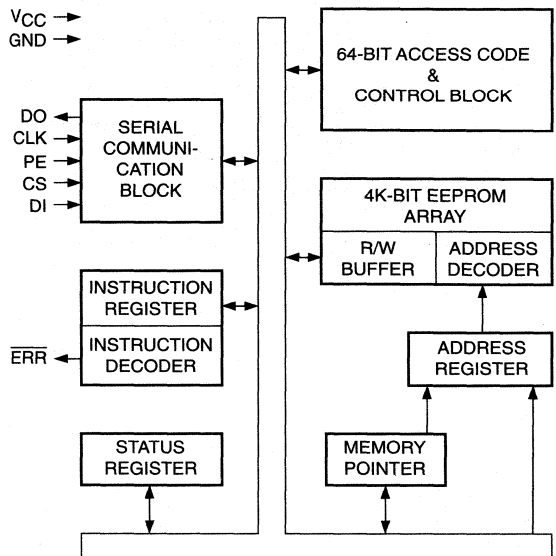 VCC
GND
DO
CLK
PE
CS
DI
SERIAL
COMMUNI-
CATION
BLOCK
64-BIT ACCESS CODE
&
CONTROL BLOCK
4K-BIT EEPROM
ARRAY
R/W
BUFFER
ADDRESS
DECODER
INSTRUCTION
REGISTER
INSTRUCTION
DECODER
ERR
ADDRESS
REGISTER
STATUS
REGISTER
MEMORY
POINTER